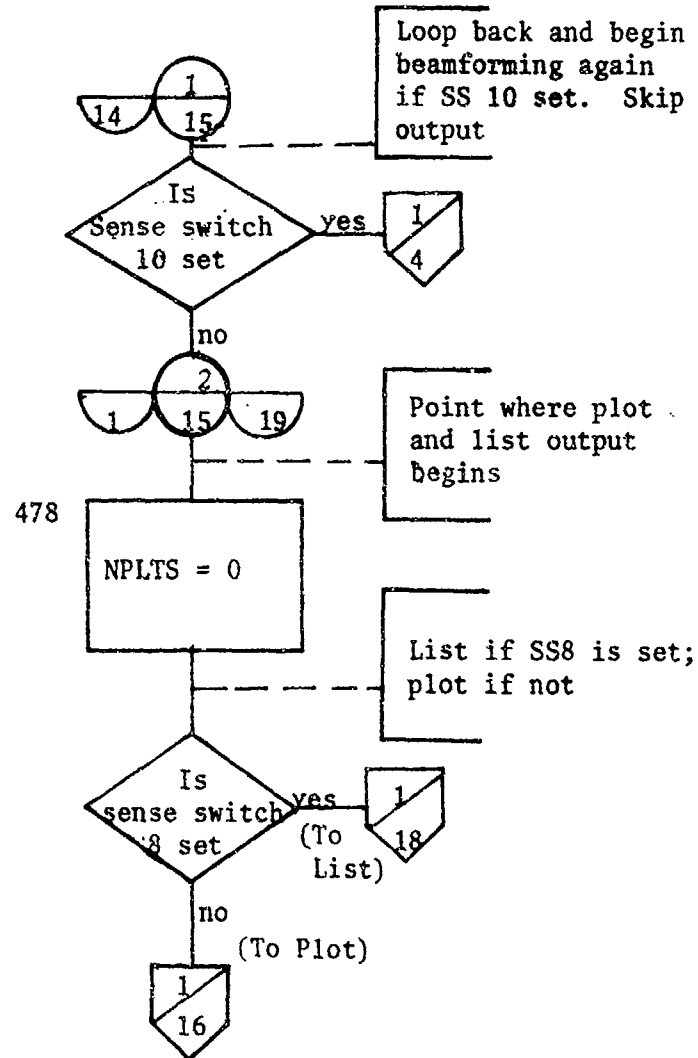 Loop back and begin
beamforming again
if SS 10 set. Skip
output
1
14 15
Is
Sense switch
10 set
yes
1
4
no
2
1 15 19
Point where plot
and list output
begins
478
NPLTS = 0
List if SS8 is set;
plot if not
Is
sense switch
8 set
yes
(To
List)
1
18
no
(To Plot)
1
16